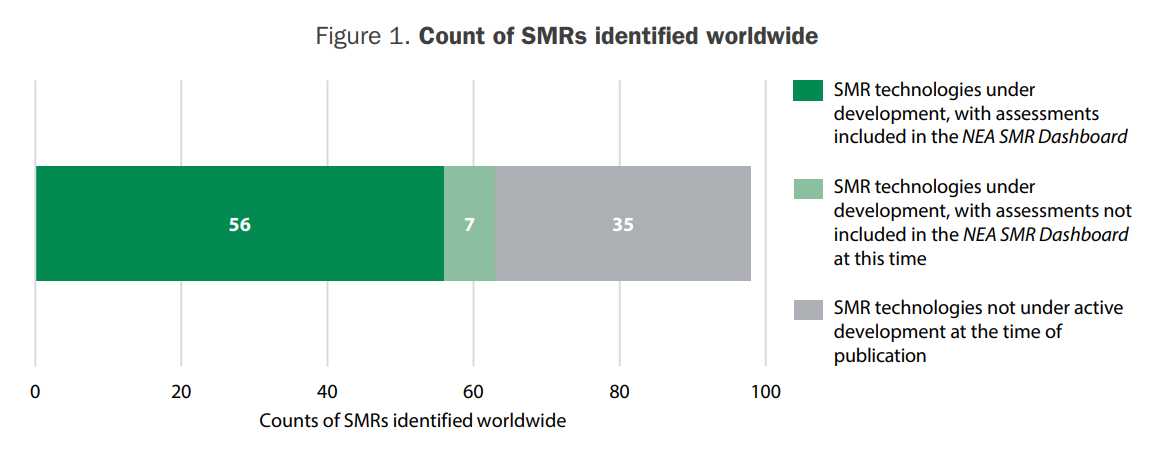 Figure 1. Count of SMRs identified worldwide
SMR technologies under
development, with assessments
included in the NEA SMR Dashboard
SMR technologies under
development, with assessments not
included in the NEA SMR Dashboard
at this time
SMR technologies not under active
development at the time of
publication
56 7 35
0 20 40 60 80 100
Counts of SMRs identified worldwide